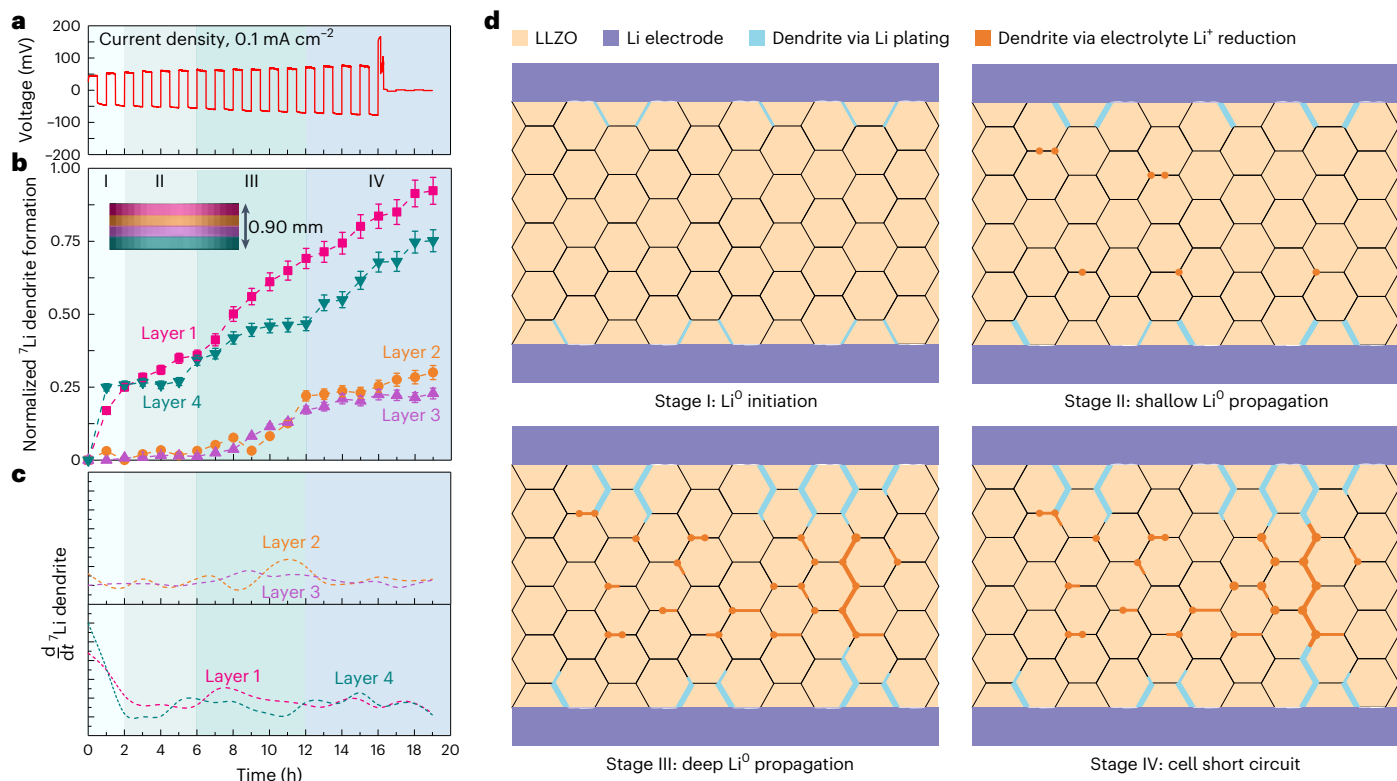 a
Voltage (mV)
200
100
0
−100
−200
Current density, 0.1 mA cm−2
b
Normalized 7Li dendrite formation
1.00
0.75
0.50
0.25
0
I
II
III
IV
0.90 mm
Layer 1
Layer 4
Layer 2
Layer 3
c
d/dt 7Li dendrite
Layer 2
Layer 3
Layer 1
Layer 4
0 2 4 6 8 10 12 14 16 18 20
Time (h)
d
LLZO Li electrode Dendrite via Li plating Dendrite via electrolyte Li+ reduction
Stage I: Li0 initiation
Stage II: shallow Li0 propagation
Stage III: deep Li0 propagation
Stage IV: cell short circuit